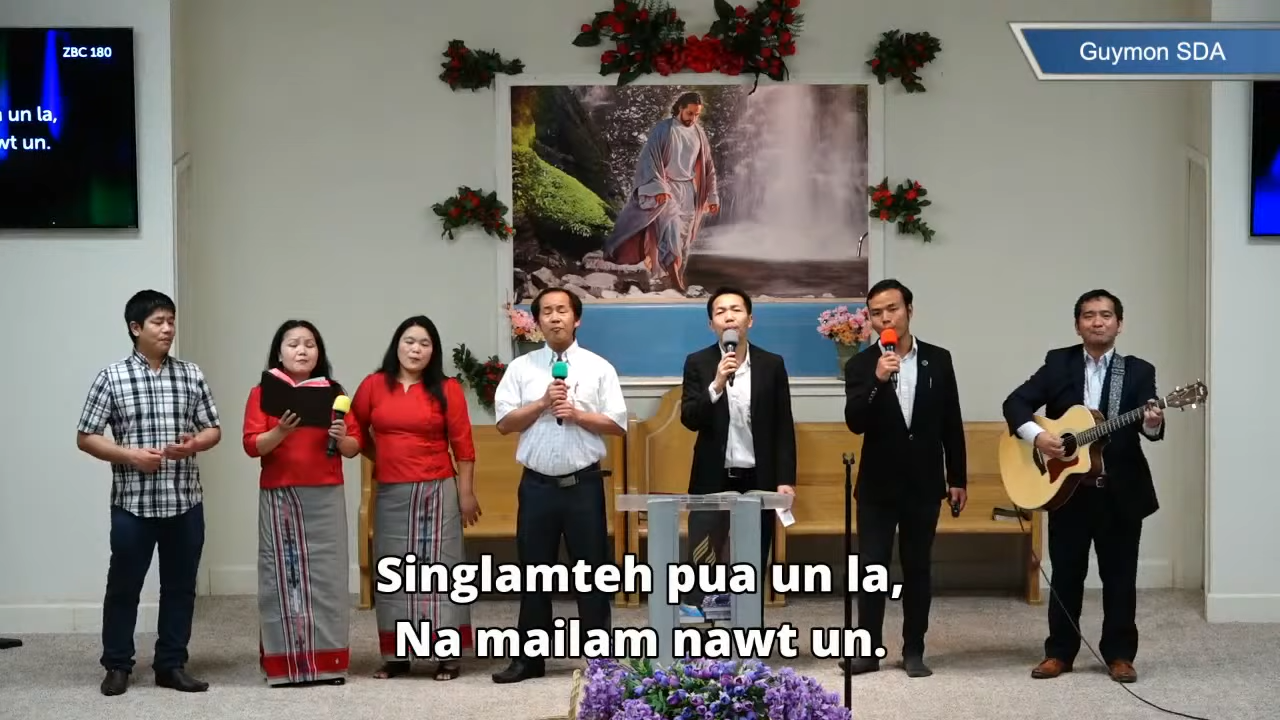 ZBC 180
un la,
wt un.
Guymon SDA
Singlamteh pua un la,
Na mailam nawt un.